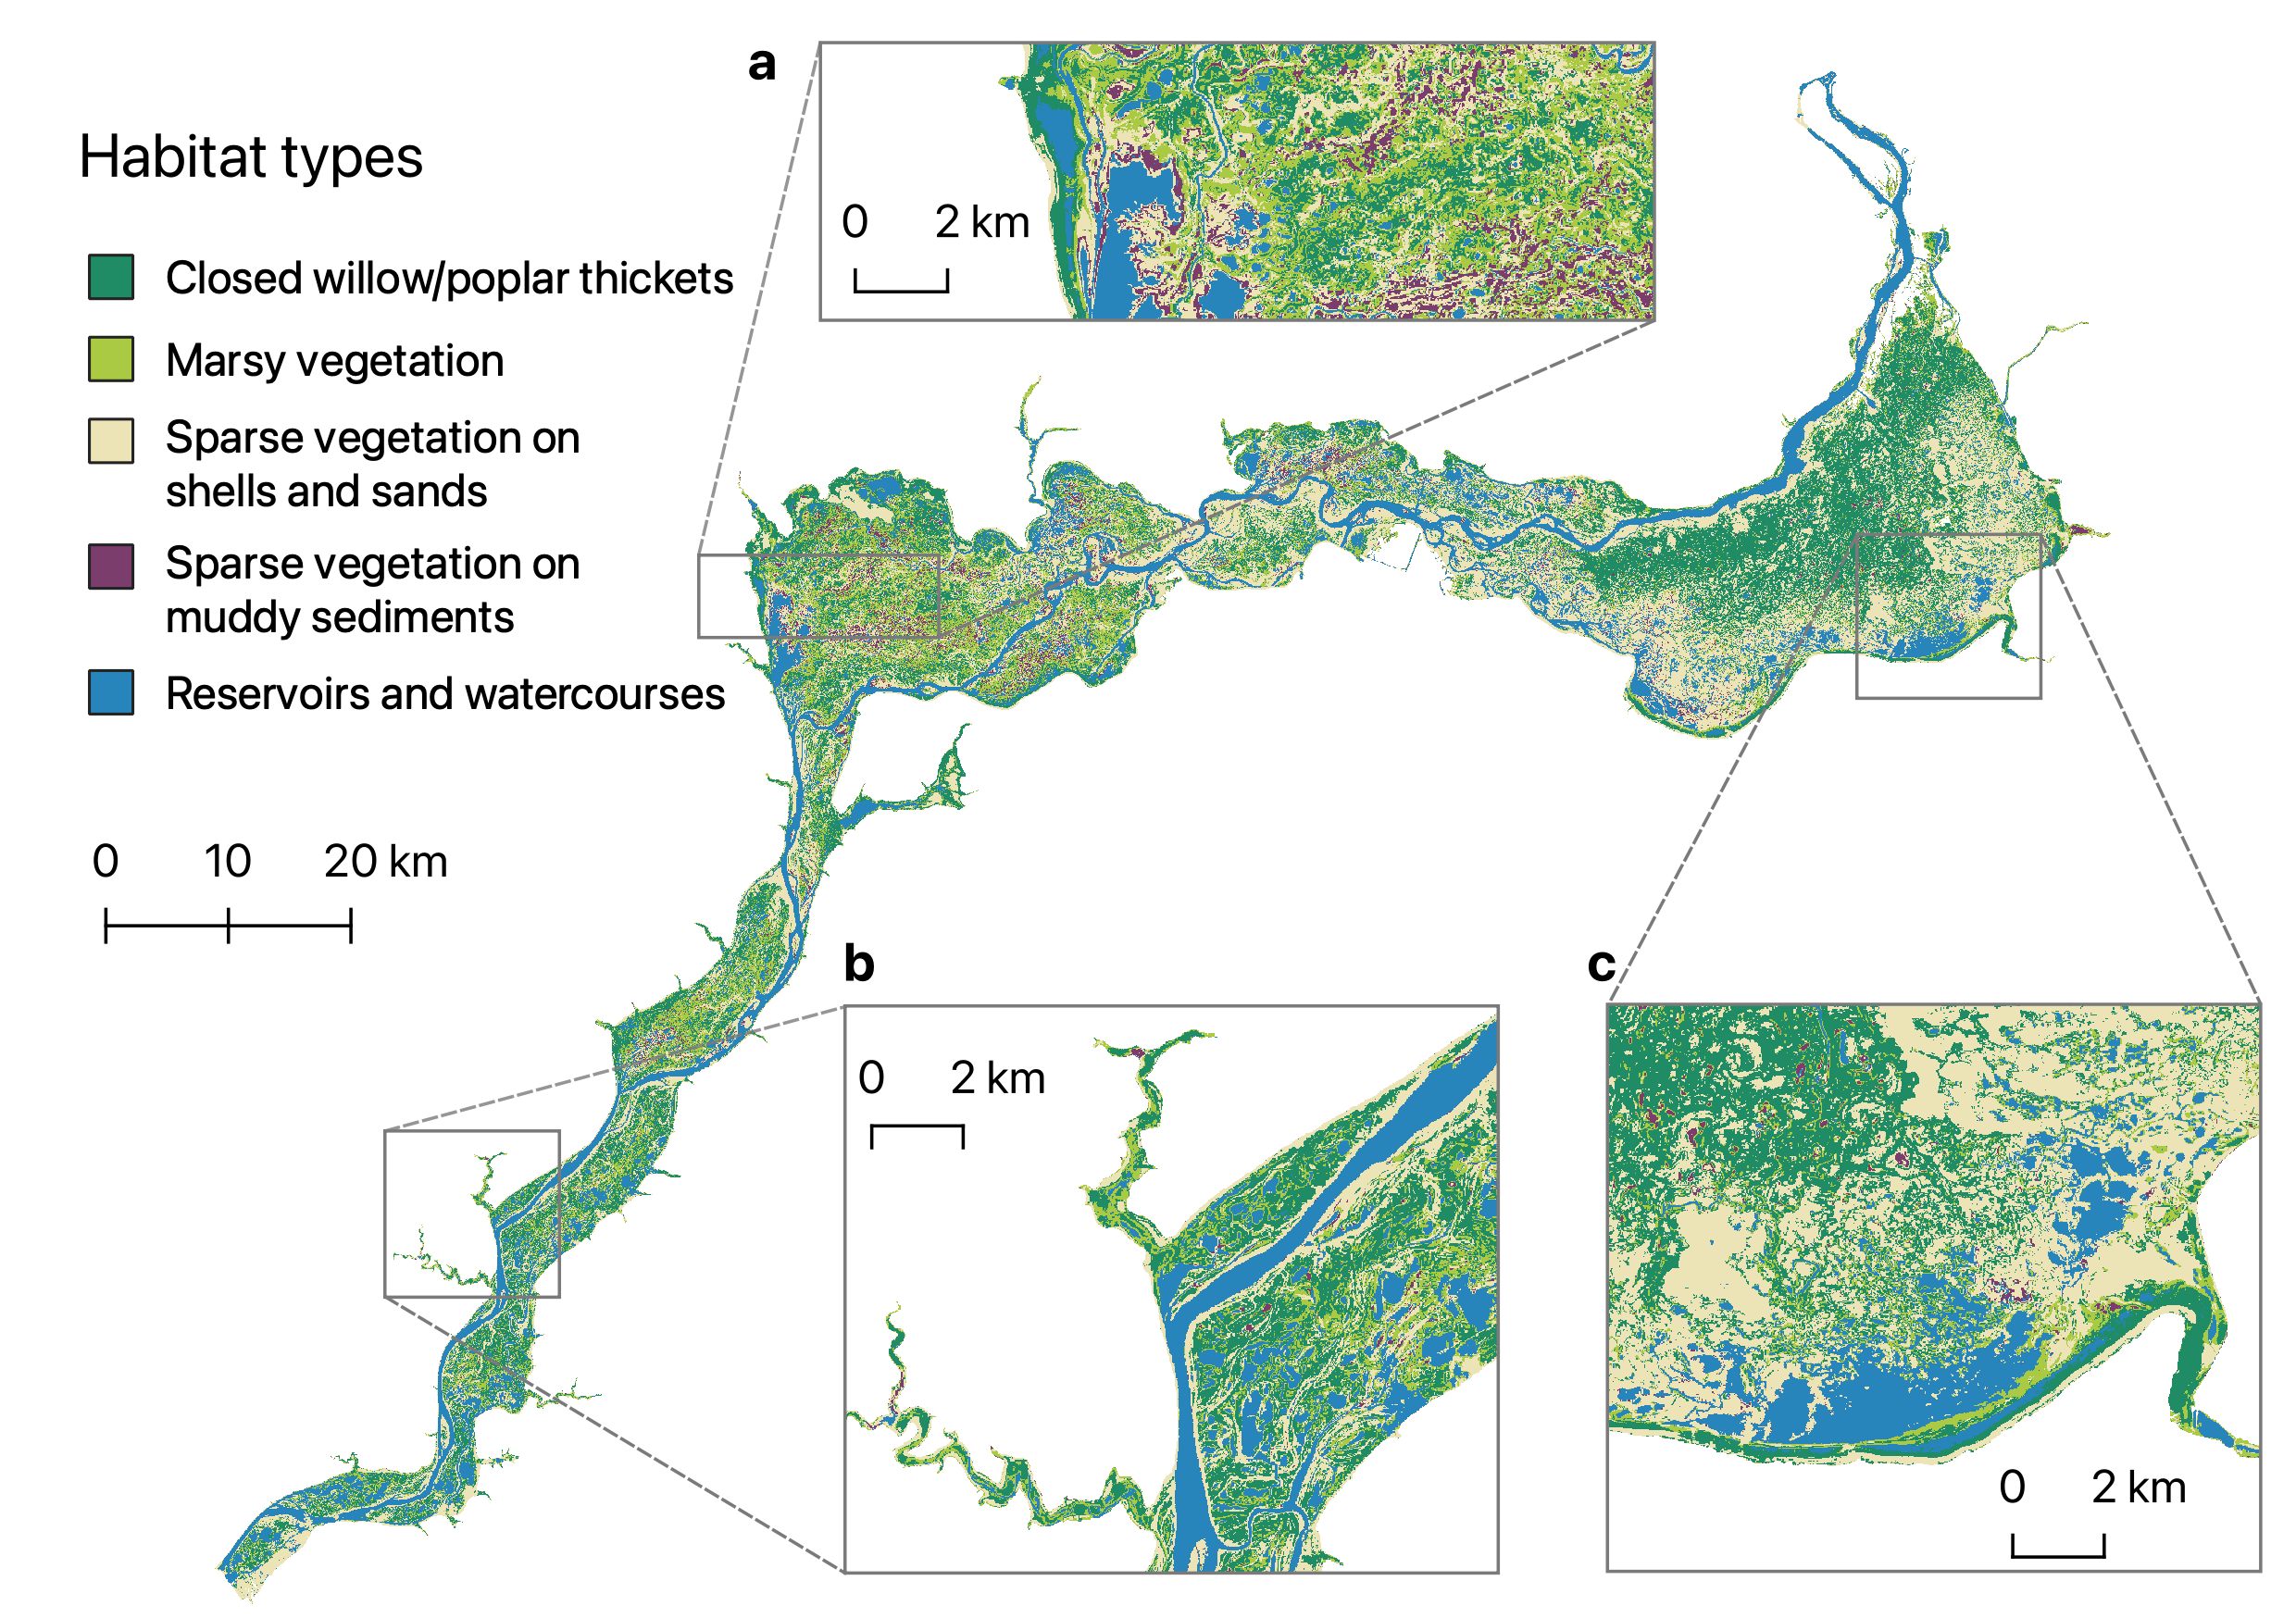 Habitat types
Closed willow/poplar thickets
Marsy vegetation
Sparse vegetation on
shells and sands
Sparse vegetation on
muddy sediments
Reservoirs and watercourses
0 10 20 km
a
0 2 km
b
0 2 km
c
0 2 km